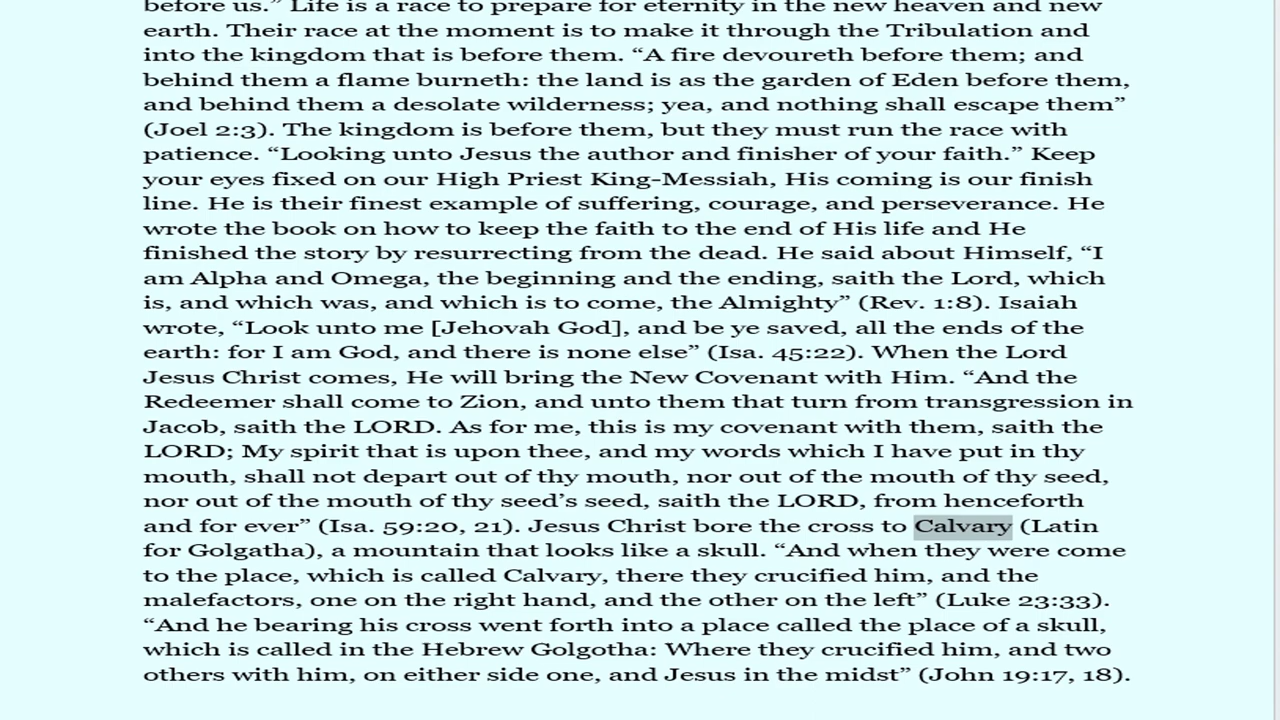 before us.” Life is a race to prepare for eternity in the new heaven and new
earth. Their race at the moment is to make it through the Tribulation and
into the kingdom that is before them. “A fire devoureth before them; and
behind them a flame burneth: the land is as the garden of Eden before them,
and behind them a desolate wilderness; yea, and nothing shall escape them”
(Joel 2:3). The kingdom is before them, but they must run the race with
patience. “Looking unto Jesus the author and finisher of your faith.” Keep
your eyes fixed on our High Priest King-Messiah, His coming is our finish
line. He is their finest example of suffering, courage, and perseverance. He
wrote the book on how to keep the faith to the end of His life and He
finished the story by resurrecting from the dead. He said about Himself, “I
am Alpha and Omega, the beginning and the ending, saith the Lord, which
is, and which was, and which is to come, the Almighty” (Rev. 1:8). Isaiah
wrote, “Look unto me [Jehovah God], and be ye saved, all the ends of the
earth: for I am God, and there is none else” (Isa. 45:22). When the Lord
Jesus Christ comes, He will bring the New Covenant with Him. “And the
Redeemer shall come to Zion, and unto them that turn from transgression in
Jacob, saith the LORD. As for me, this is my covenant with them, saith the
LORD; My spirit that is upon thee, and my words which I have put in thy
mouth, shall not depart out of thy mouth, nor out of the mouth of thy seed,
nor out of the mouth of thy seed’s seed, saith the LORD, from henceforth
and for ever” (Isa. 59:20, 21). Jesus Christ bore the cross to Calvary (Latin
for Golgatha), a mountain that looks like a skull. “And when they were come
to the place, which is called Calvary, there they crucified him, and the
malefactors, one on the right hand, and the other on the left” (Luke 23:33).
“And he bearing his cross went forth into a place called the place of a skull,
which is called in the Hebrew Golgotha: Where they crucified him, and two
others with him, on either side one, and Jesus in the midst” (John 19:17, 18).